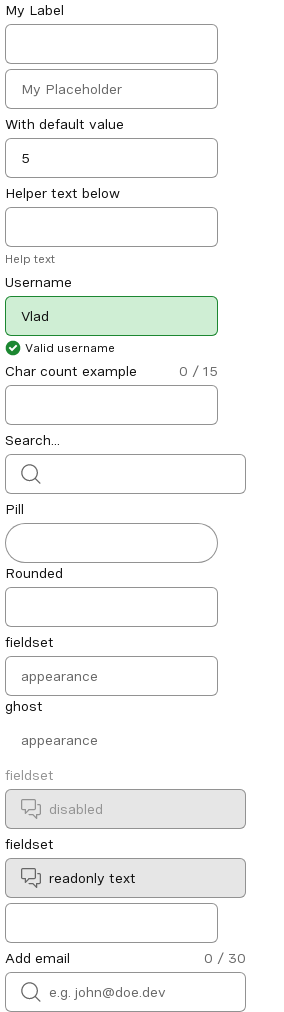 My Label
My Placeholder
With default value
5
Helper text below
Help text
Username
Vlad
Valid username
Char count example 0 / 15
Search...
Pill
Rounded
fieldset
appearance
ghost
appearance
fieldset
disabled
fieldset
readonly text
Add email 0 / 30
e.g. john@doe.dev